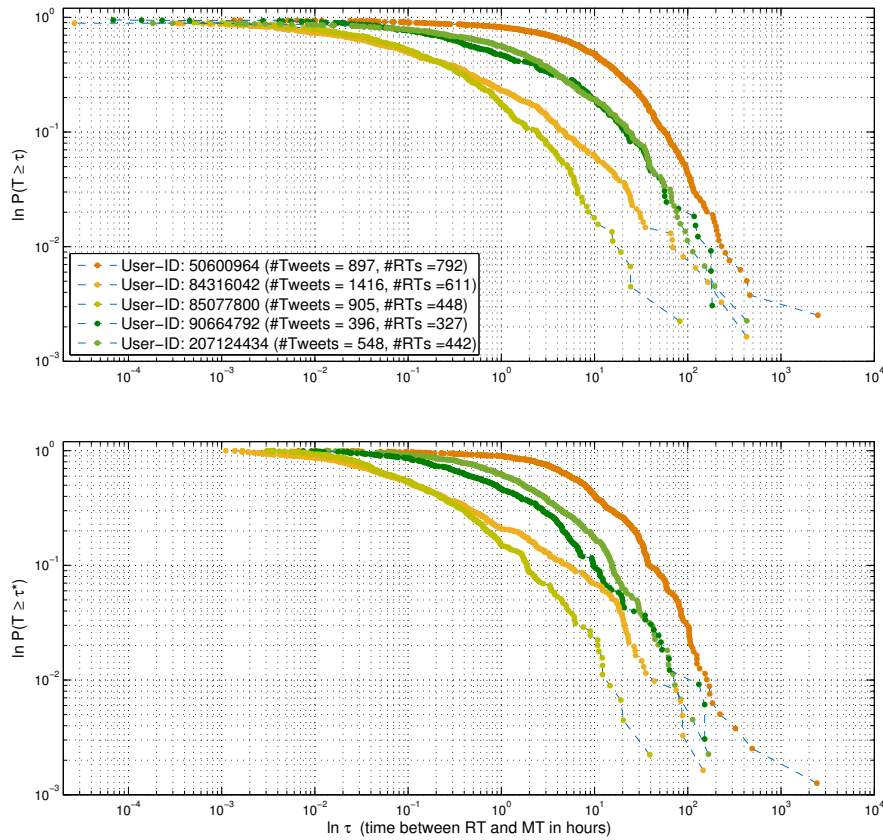 10^0
10^-1
10^-2
10^-3
ln P(T ≥ τ)
User-ID: 50600964 (#Tweets = 897, #RTs =792)
User-ID: 84316042 (#Tweets = 1416, #RTs =611)
User-ID: 85077800 (#Tweets = 905, #RTs =448)
User-ID: 90664792 (#Tweets = 396, #RTs =327)
User-ID: 207124434 (#Tweets = 548, #RTs =442)
10^-4 10^-3 10^-2 10^-1 10^0 10^1 10^2 10^3 10^4
10^0
10^-1
10^-2
10^-3
ln P(T ≥ τ*)
10^-4 10^-3 10^-2 10^-1 10^0 10^1 10^2 10^3 10^4
ln τ (time between RT and MT in hours)